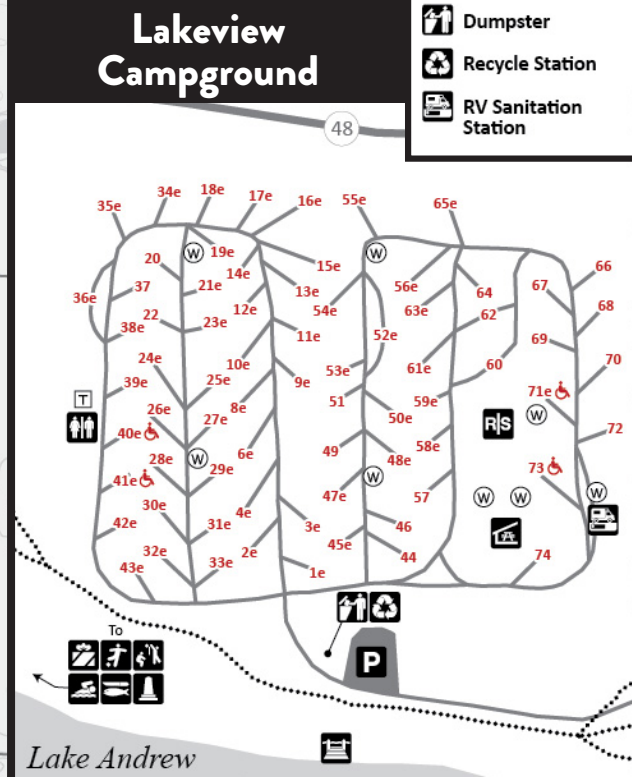 Lakeview
Campground
Dumpster
Recycle Station
RV Sanitation
Station
48
34e
18e
17e
16e
55e
65e
35e
20
W
19e
15e
W
66
14e
37
21e
13e
56e
64
67
36e
12e
54e
63e
62
68
22
23e
38e
11e
52e
69
24e
10e
53e
61e
60
70
39e
25e
9e
71e
T
26e
8e
51
59e
W
27e
50e
R|S
40e
72
28e
W
6e
49
48e
58e
29e
73
41e
W
30e
47e
57
W
W
W
4e
42e
31e
3e
46
32e
2e
45e
44
74
43e
33e
1e
To
P
Lake Andrew